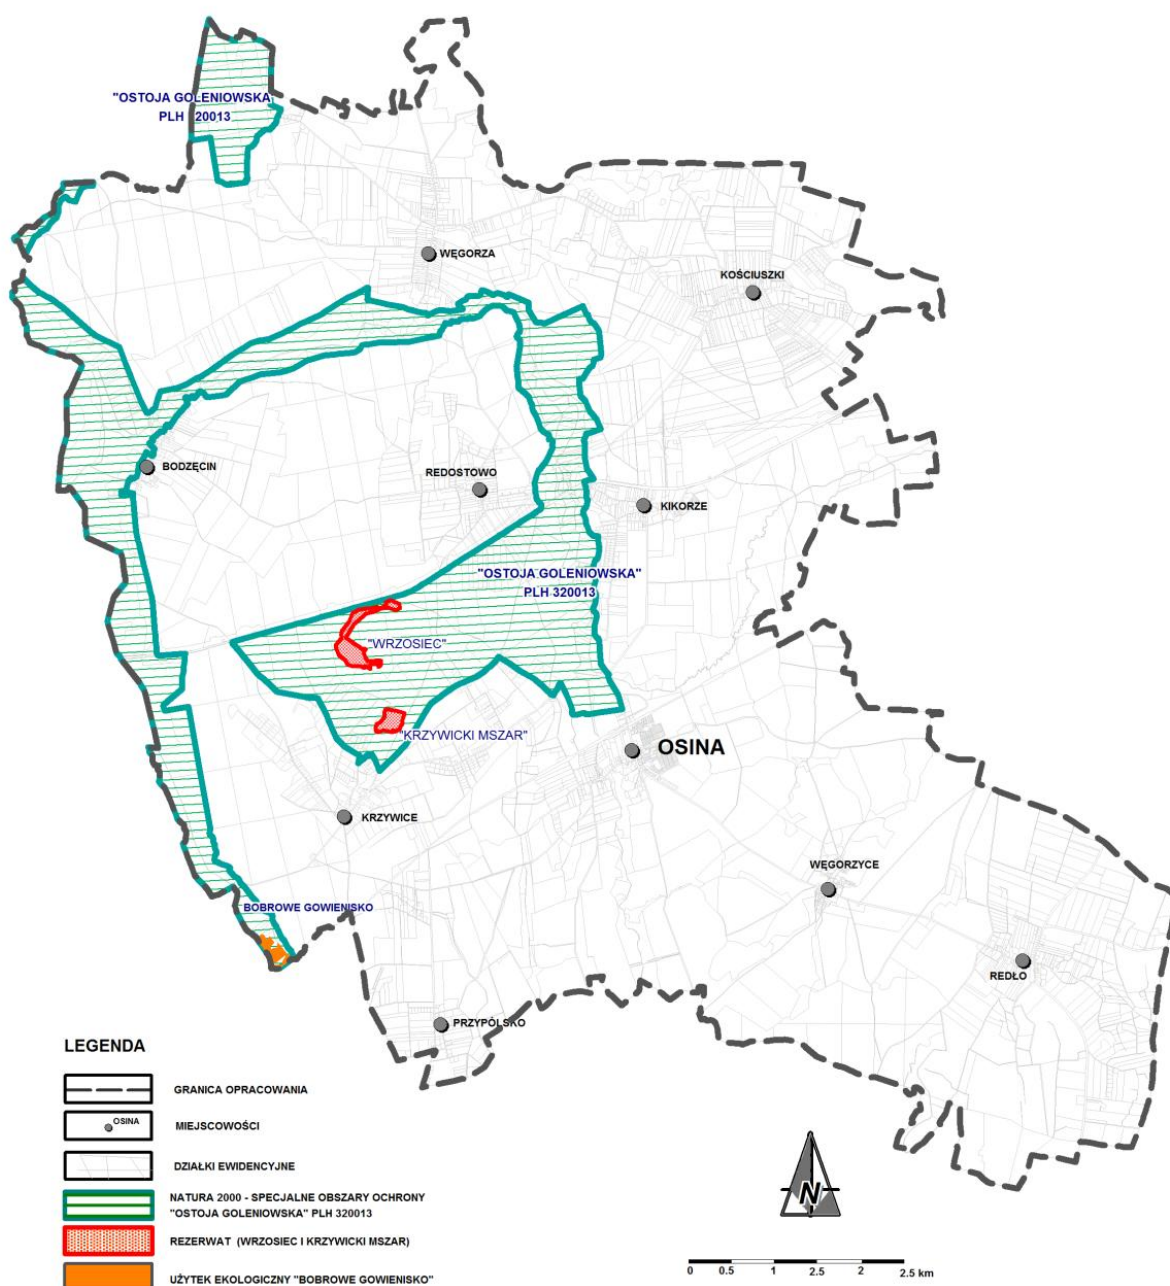 "OSTOJA GOLENIOWSKA
PLH 20013
WĘGORZA
KOŚCIUSZKI
BODZĘCIN
REDOSTOWO
KIKORZE
"OSTOJA GOLENIOWSKA"
PLH 320013
"WRZOSIEC"
"KRZYWICKI MSZAR"
OSINA
KRZYWICE
WĘGORZYCE
BOBROWE GOWIENISKO
REDŁO
PRZYPÓLSKO
LEGENDA
GRANICA OPRACOWANIA
OSINA
MIEJSCOWOŚCI
DZIAŁKI EWIDENCYJNE
NATURA 2000 - SPECJALNE OBSZARY OCHRONY
"OSTOJA GOLENIOWSKA" PLH 320013
REZERWAT (WRZOSIEC I KRZYWICKI MSZAR)
UŻYTEK EKOLOGICZNY "BOBROWE GOWIENISKO"
N
0 0.5 1 2.5 2 2.5 km